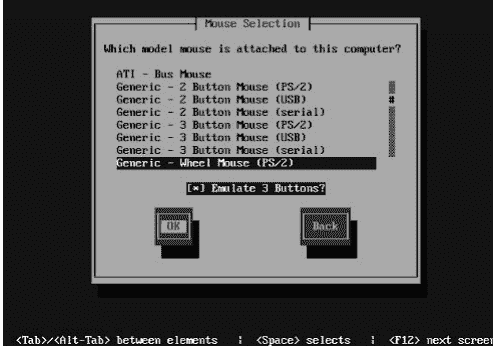 Mouse Selection
Which model mouse is attached to this computer?
ATI - Bus Mouse
Generic - 2 Button Mouse (PS/2)
Generic - 2 Button Mouse (USB)
Generic - 2 Button Mouse (serial)
Generic - 3 Button Mouse (PS/2)
Generic - 3 Button Mouse (USB)
Generic - 3 Button Mouse (serial)
Generic - Wheel Mouse (PS/2)
[*] Emulate 3 Buttons?
OK Back
<Tab>/<Alt-Tab> between elements | <Space> selects | <F12> next screen